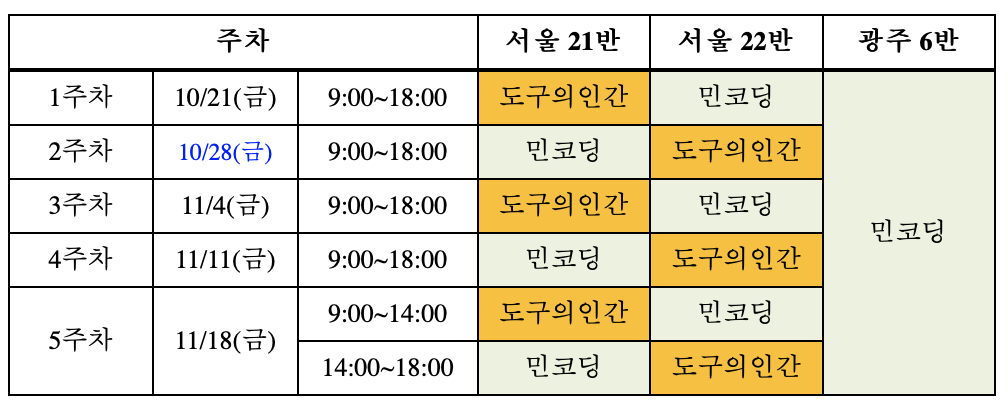 주차 서울 21반 서울 22반 광주 6반
1주차 10/21(금) 9:00~18:00 도구의인간 민코딩
2주차 10/28(금) 9:00~18:00 민코딩 도구의인간
3주차 11/4(금) 9:00~18:00 도구의인간 민코딩
민코딩
4주차 11/11(금) 9:00~18:00 민코딩 도구의인간
5주차 11/18(금) 9:00~14:00 도구의인간 민코딩
14:00~18:00 민코딩 도구의인간